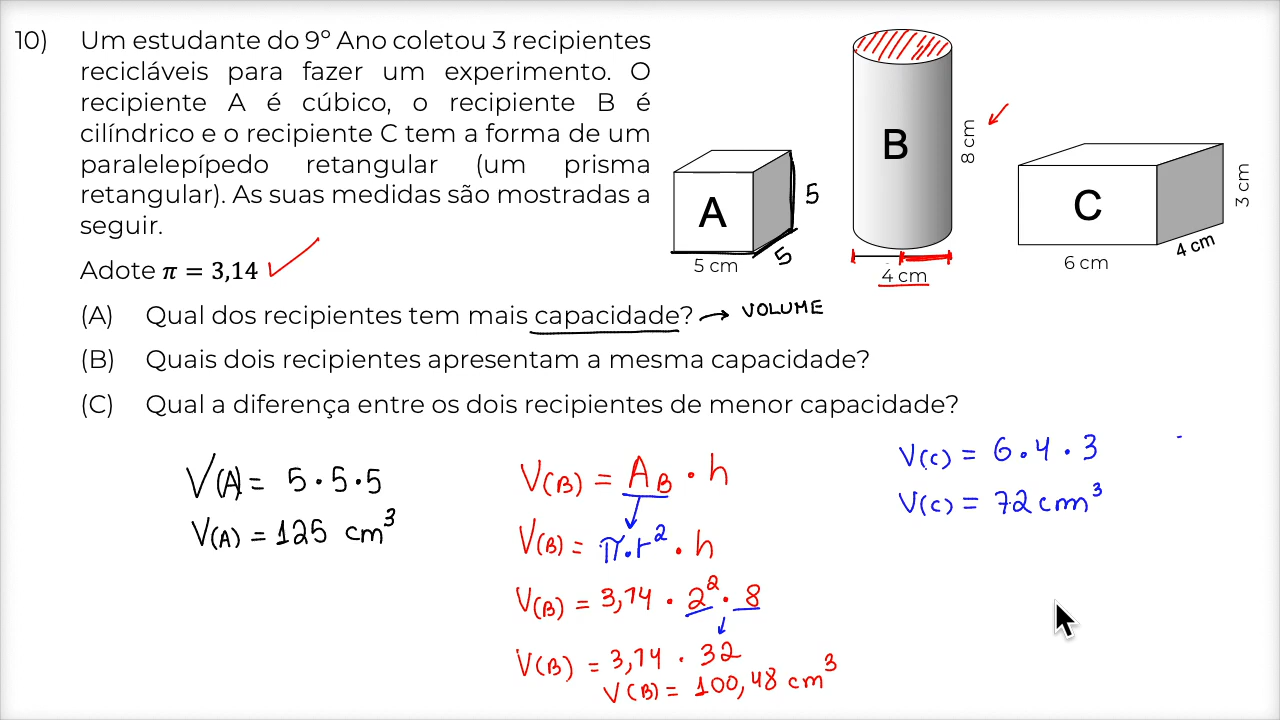 10) Um estudante do 9º Ano coletou 3 recipientes
recicláveis para fazer um experimento. O
recipiente A é cúbico, o recipiente B é
cilíndrico e o recipiente C tem a forma de um
paralelepípedo retangular (um prisma
retangular). As suas medidas são mostradas a
seguir.
Adote π = 3,14
A
5
5
5 cm
B
8 cm
4 cm
C
3 cm
4 cm
6 cm
(A) Qual dos recipientes tem mais capacidade? → VOLUME
(B) Quais dois recipientes apresentam a mesma capacidade?
(C) Qual a diferença entre os dois recipientes de menor capacidade?
V(A) = 5·5·5
V(A) = 125 cm³
V(B) = A_B · h
V(B) = π·r² · h
V(B) = 3,14 · 2² · 8
V(B) = 3,14 · 32
V(B) = 100,48 cm³
V(C) = 6·4·3
V(C) = 72 cm³